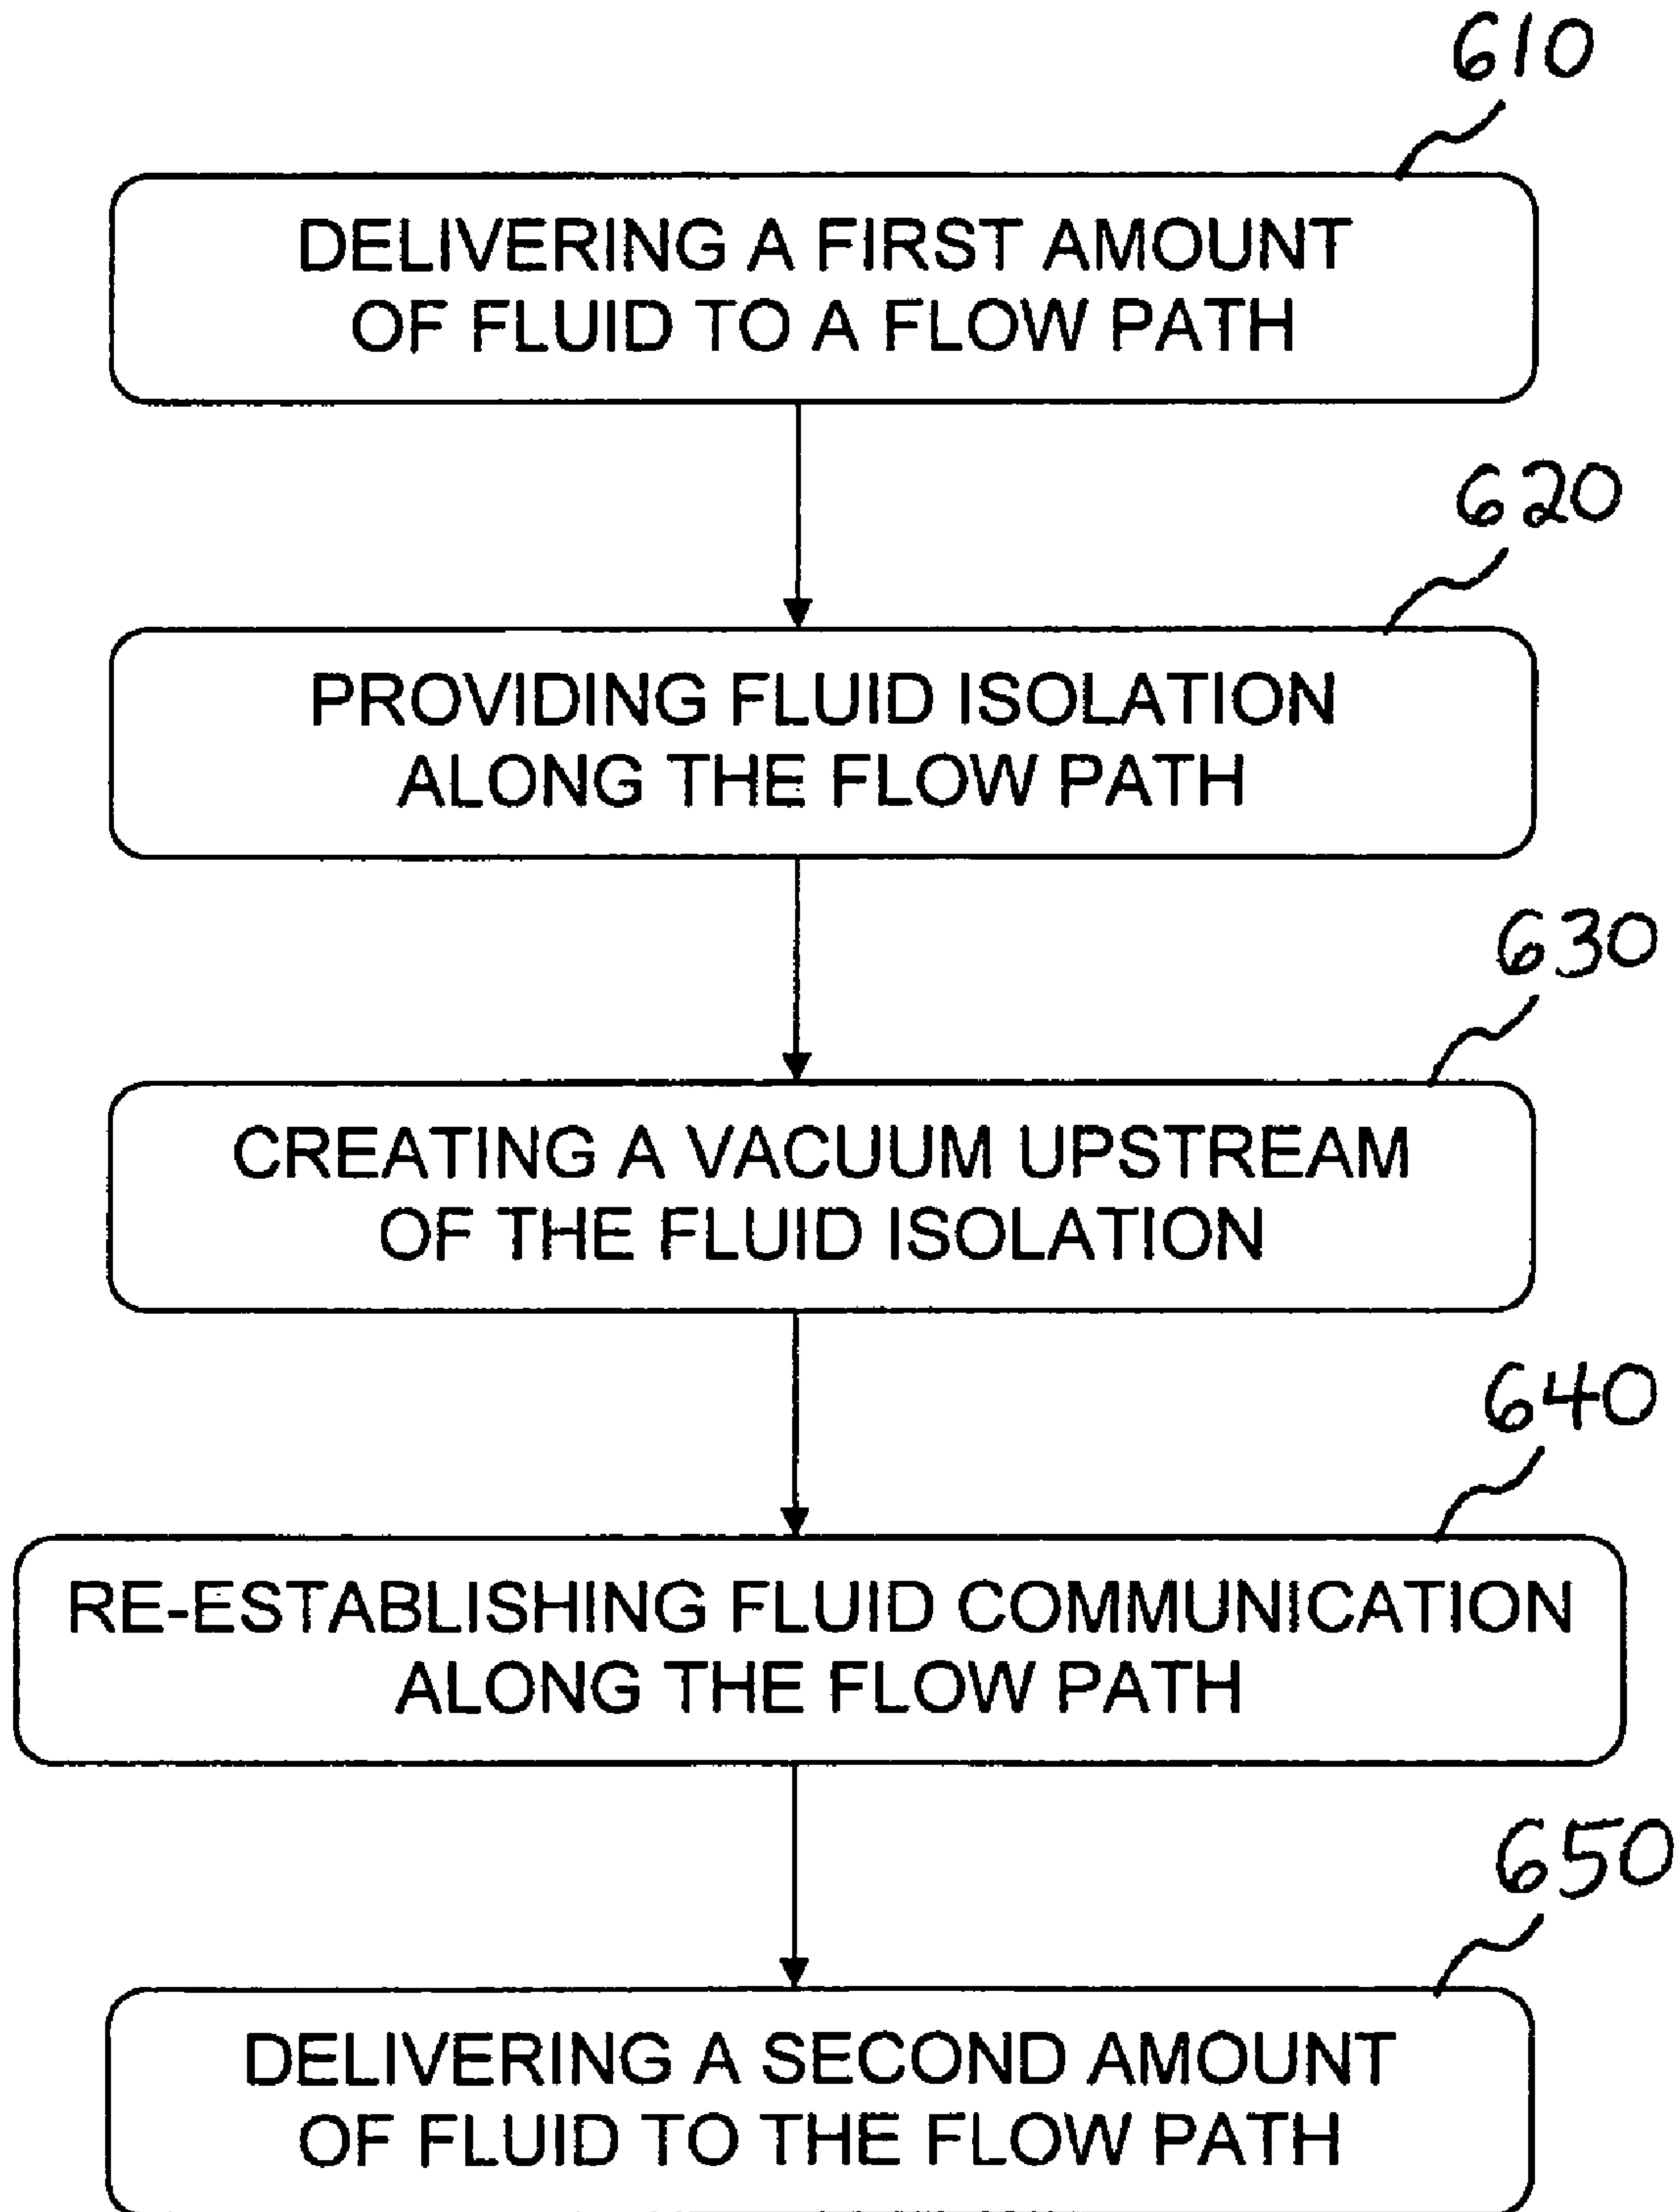 610
DELIVERING A FIRST AMOUNT
OF FLUID TO A FLOW PATH
620
PROVIDING FLUID ISOLATION
ALONG THE FLOW PATH
630
CREATING A VACUUM UPSTREAM
OF THE FLUID ISOLATION
640
RE-ESTABLISHING FLUID COMMUNICATION
ALONG THE FLOW PATH
650
DELIVERING A SECOND AMOUNT
OF FLUID TO THE FLOW PATH